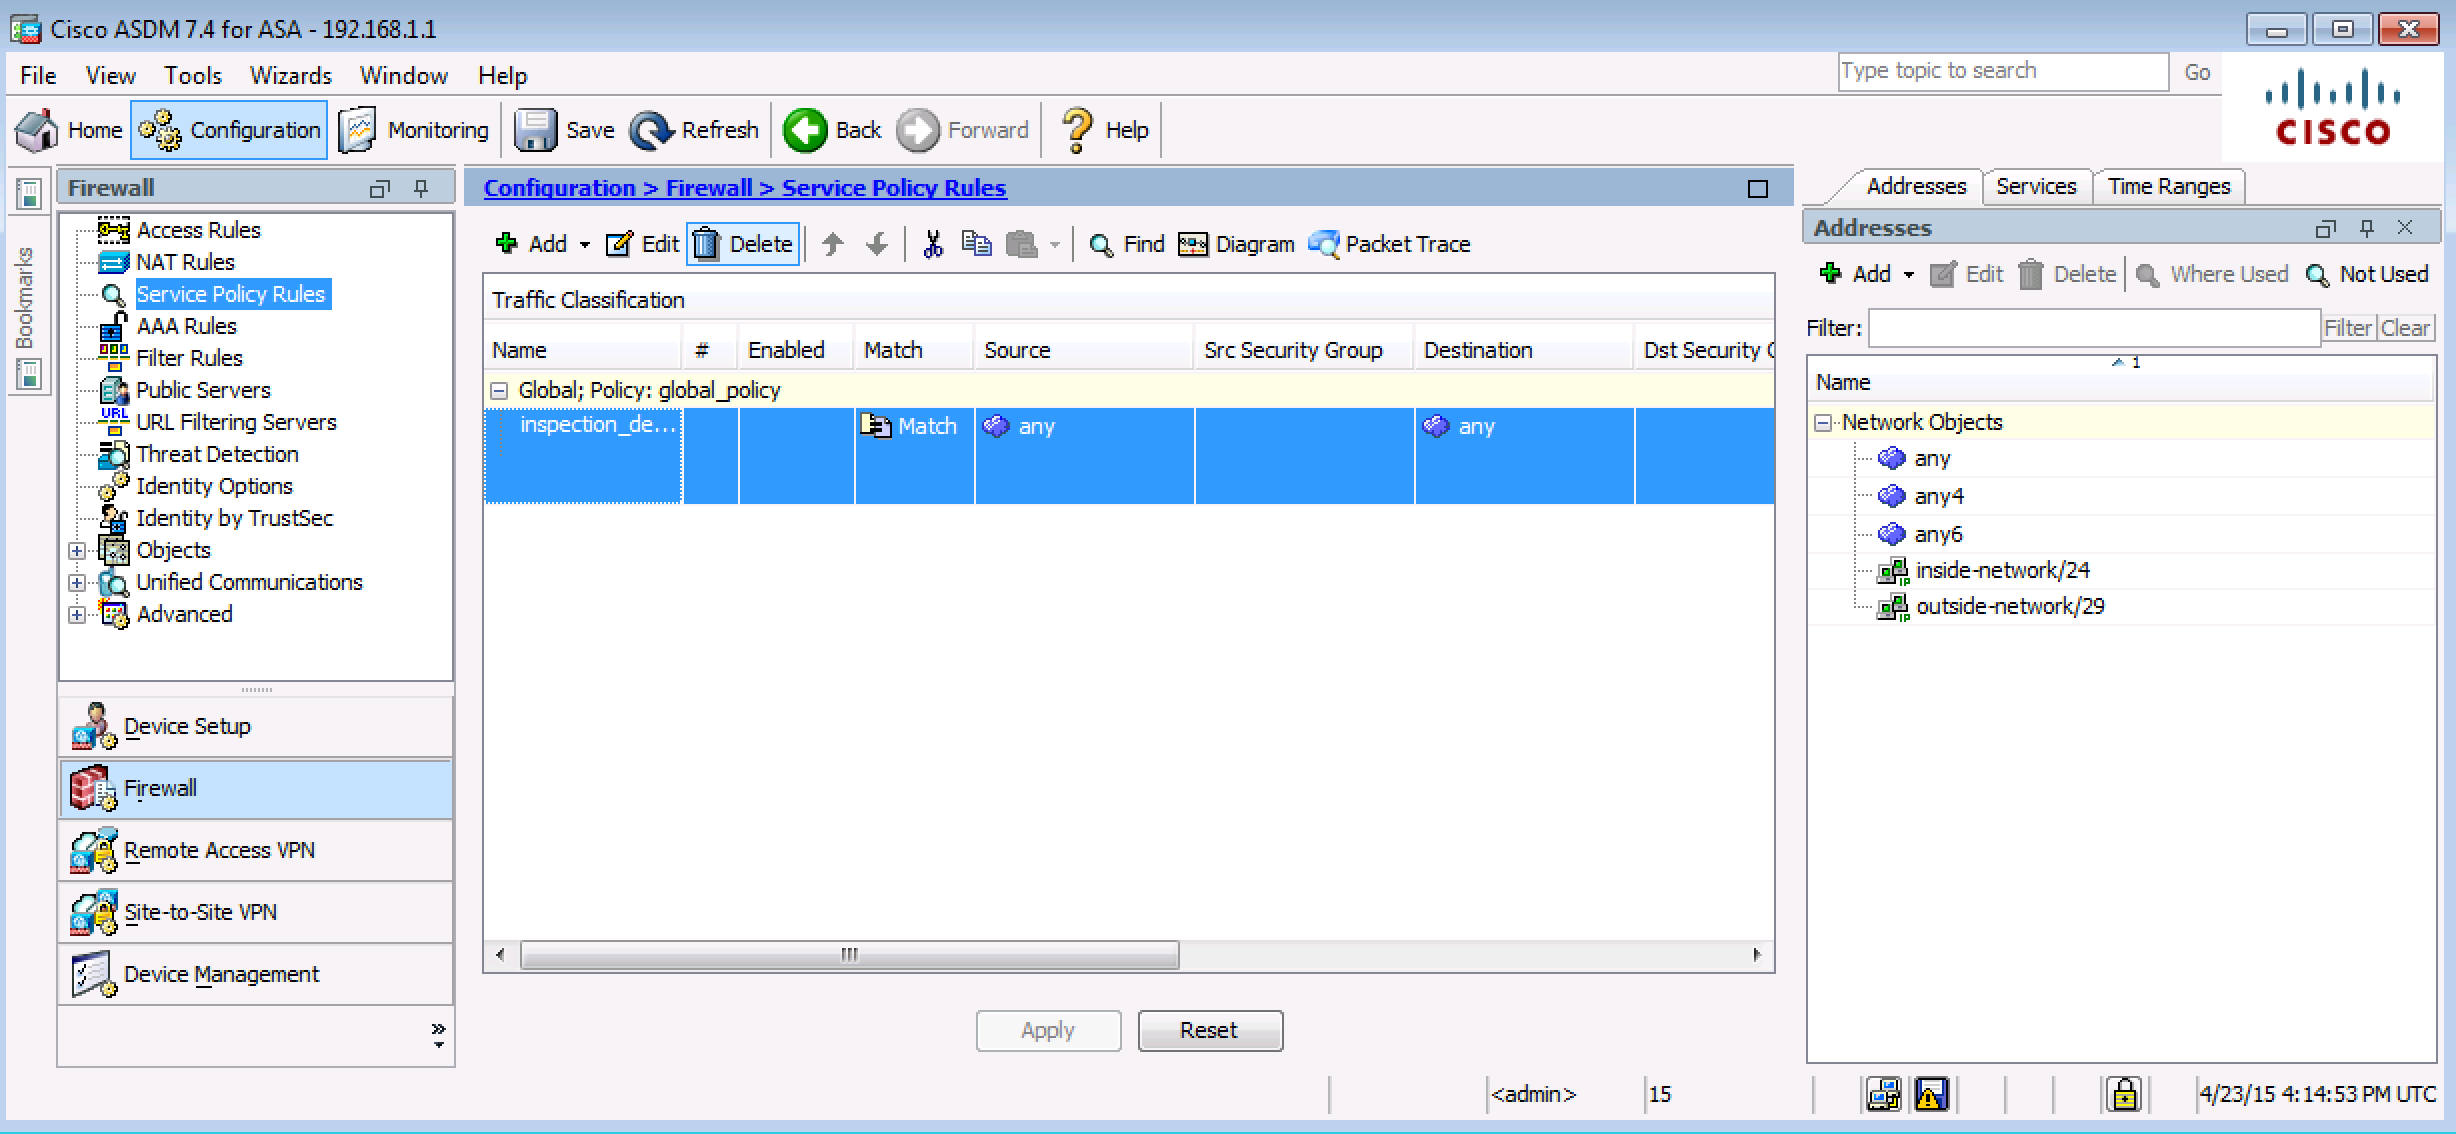 Cisco ASDM 7.4 for ASA - 192.168.1.1
File View Tools Wizards Window Help
Type topic to search Go
Home Configuration Monitoring Save Refresh Back Forward Help
CISCO
Bookmarks
Firewall
Access Rules
NAT Rules
Service Policy Rules
AAA Rules
Filter Rules
Public Servers
URL URL Filtering Servers
Threat Detection
Identity Options
Identity by TrustSec
Objects
Unified Communications
Advanced
Device Setup
Firewall
Remote Access VPN
Site-to-Site VPN
Device Management
Configuration > Firewall > Service Policy Rules
Add Edit Delete Find Diagram Packet Trace
Traffic Classification
Name # Enabled Match Source Src Security Group Destination Dst Security
Global; Policy: global_policy
inspection_de... Match any any
Apply Reset
Addresses Services Time Ranges
Addresses
Add Edit Delete Where Used Not Used
Filter: Filter Clear
1
Name
Network Objects
any
any4
any6
IP inside-network/24
IP outside-network/29
<admin> 15 4/23/15 4:14:53 PM UTC